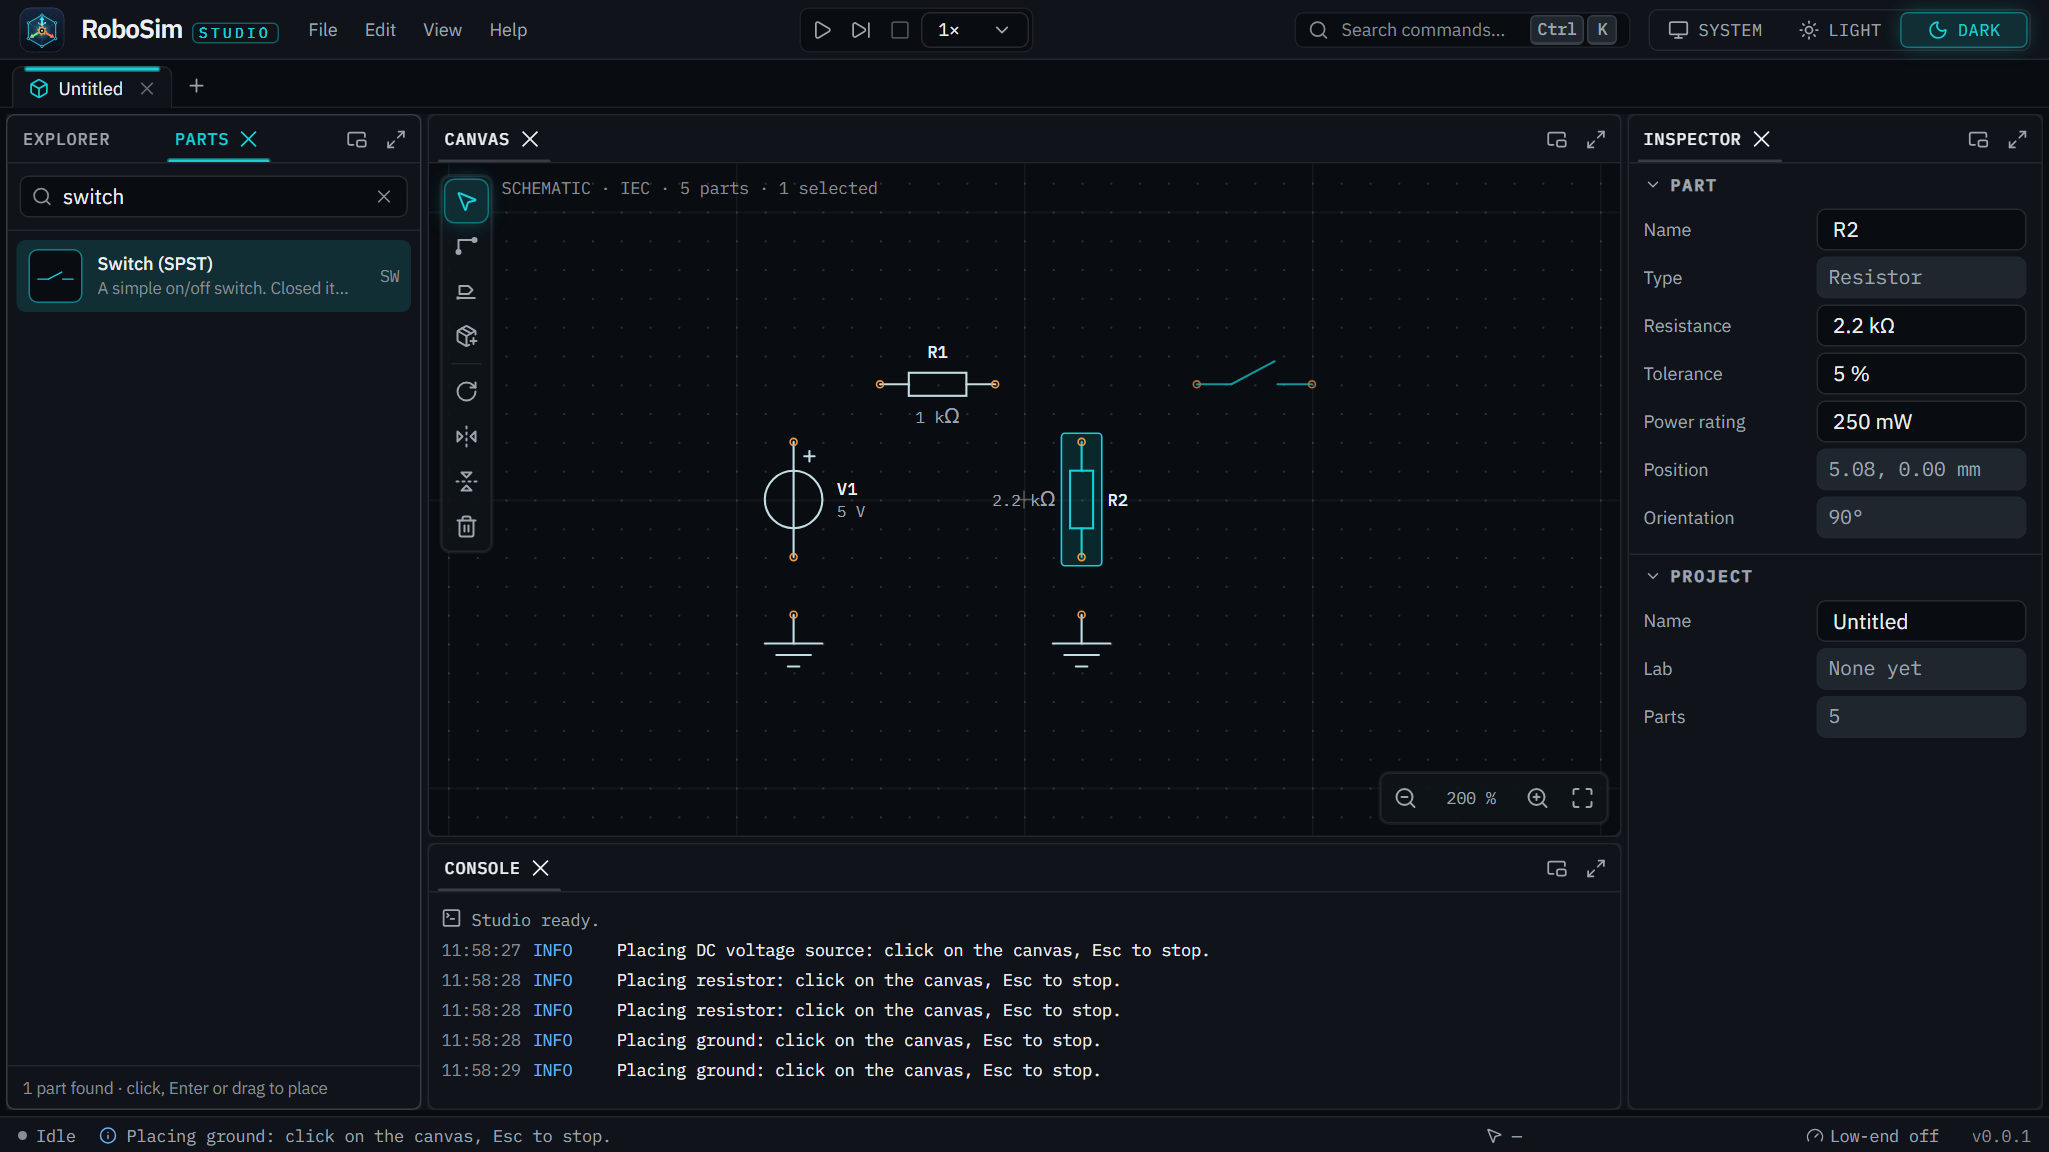 RoboSim STUDIO File Edit View Help 1× Search commands... Ctrl K SYSTEM LIGHT DARK
Untitled
EXPLORER PARTS
switch
Switch (SPST)
A simple on/off switch. Closed it...
SW
1 part found · click, Enter or drag to place
CANVAS
SCHEMATIC · IEC · 5 parts · 1 selected
R1
1 kΩ
+
V1
5 V
2.2 kΩ
R2
200 %
CONSOLE
Studio ready.
11:58:27 INFO Placing DC voltage source: click on the canvas, Esc to stop.
11:58:28 INFO Placing resistor: click on the canvas, Esc to stop.
11:58:28 INFO Placing resistor: click on the canvas, Esc to stop.
11:58:28 INFO Placing ground: click on the canvas, Esc to stop.
11:58:29 INFO Placing ground: click on the canvas, Esc to stop.
INSPECTOR
PART
Name R2
Type Resistor
Resistance 2.2 kΩ
Tolerance 5 %
Power rating 250 mW
Position 5.08, 0.00 mm
Orientation 90°
PROJECT
Name Untitled
Lab None yet
Parts 5
Idle Placing ground: click on the canvas, Esc to stop. — Low-end off v0.0.1